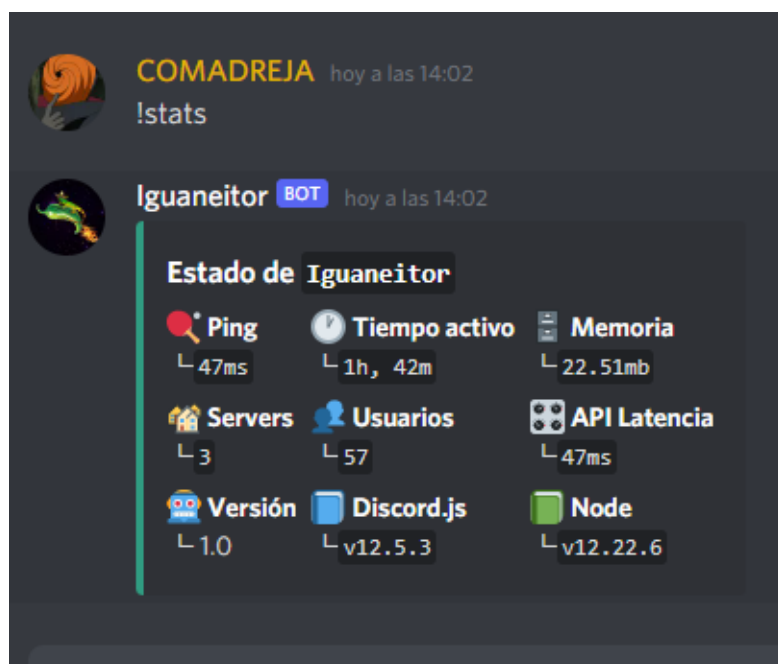 COMADREJA hoy a las 14:02
!stats
Iguaneitor BOT hoy a las 14:02
Estado de Iguaneitor
Ping Tiempo activo Memoria
47ms 1h, 42m 22.51mb
Servers Usuarios API Latencia
3 57 47ms
Versión Discord.js Node
1.0 v12.5.3 v12.22.6